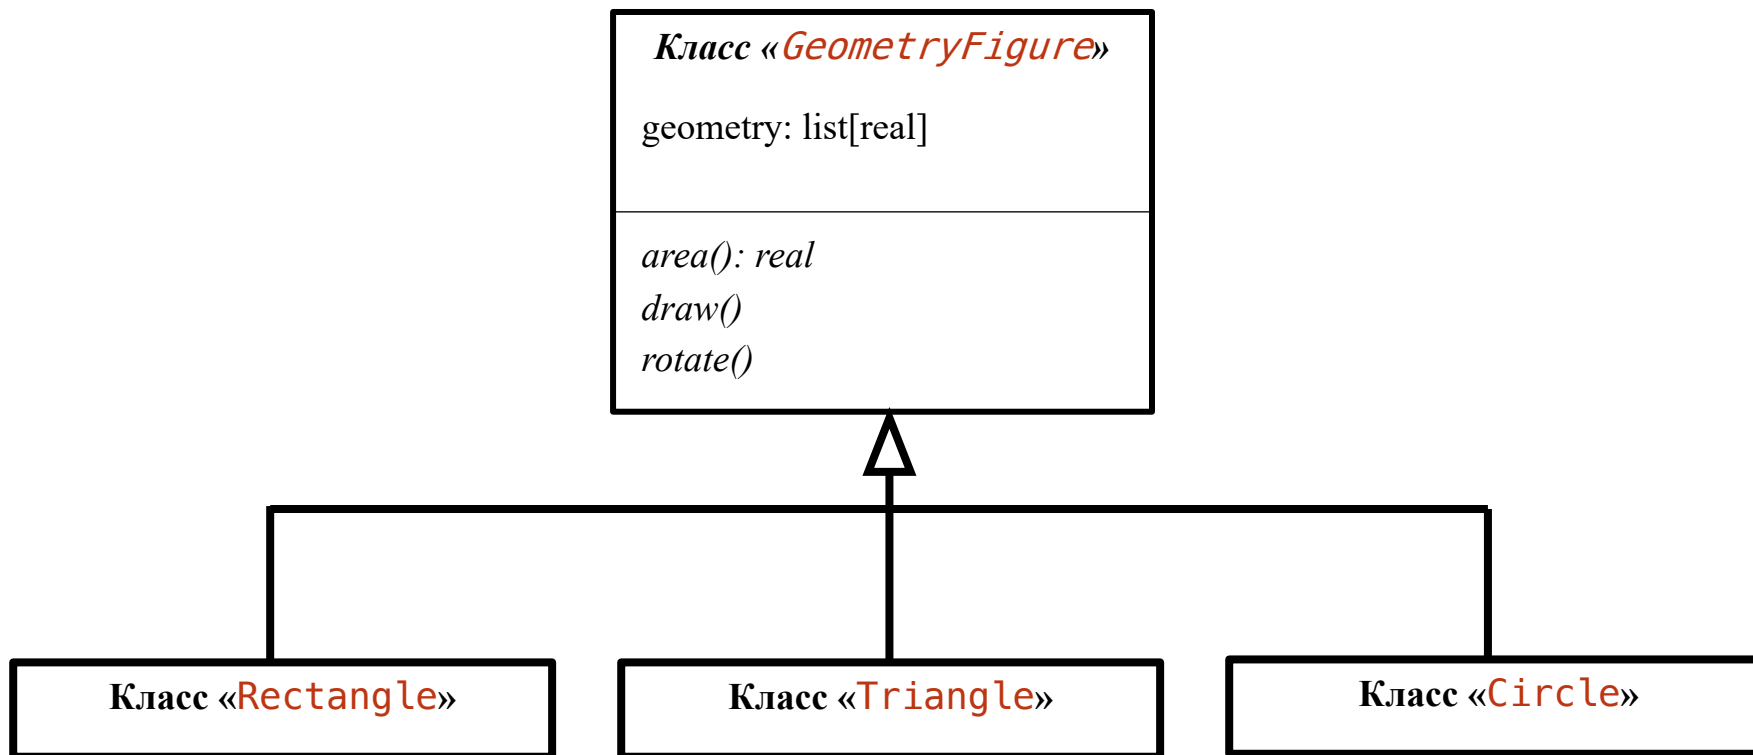 Класс «GeometryFigure»
geometry: list[real]
area(): real
draw()
rotate()
Класс «Rectangle»
Класс «Triangle»
Класс «Circle»